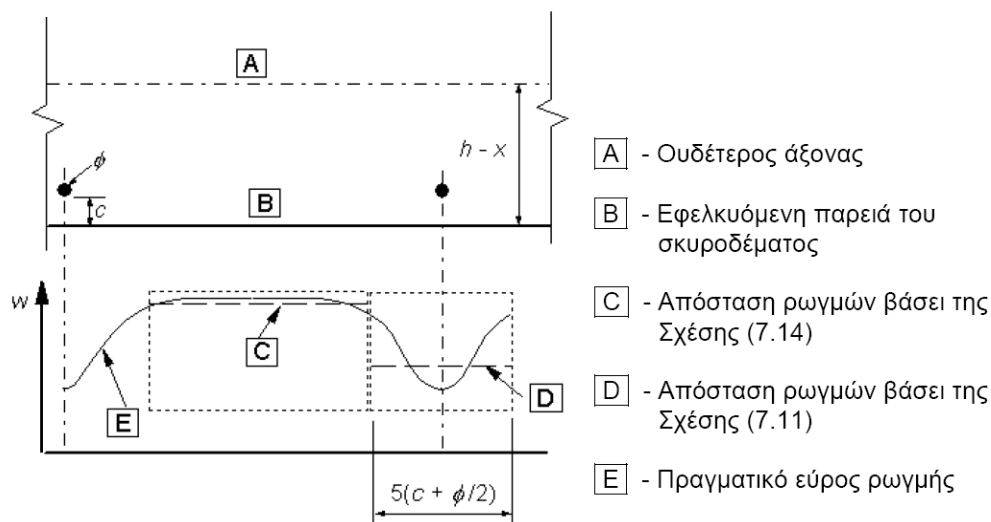 A
h – x
ϕ
c
B
w
C
D
E
5(c + ϕ/2)
A - Ουδέτερος άξονας
B - Εφελκυόμενη παρειά του
σκυροδέματος
C - Απόσταση ρωγμών βάσει της
Σχέσης (7.14)
D - Απόσταση ρωγμών βάσει της
Σχέσης (7.11)
E - Πραγματικό εύρος ρωγμής